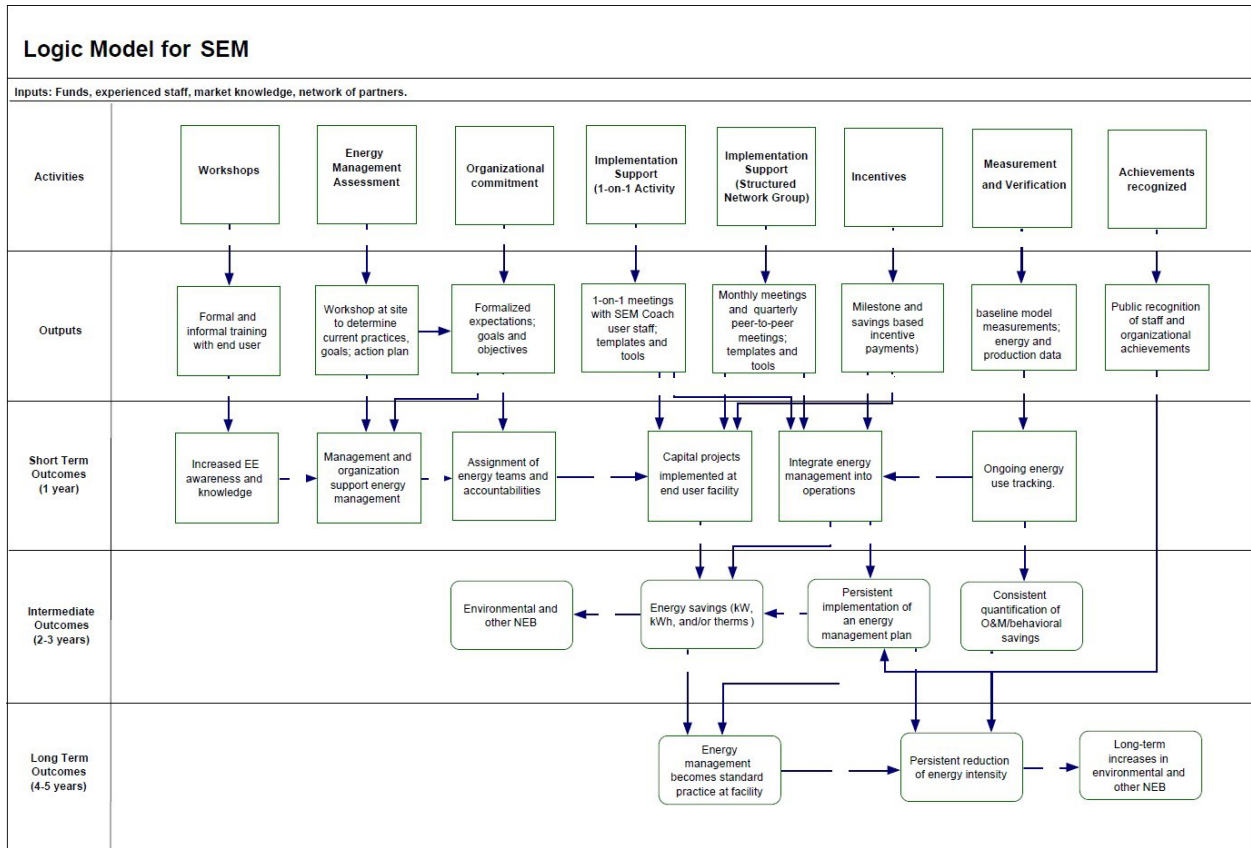 Logic Model for SEM
Inputs: Funds, experienced staff, market knowledge, network of partners.
Activities
Workshops
Energy
Management
Assessment
Organizational
commitment
Implementation
Support
(1-on-1 Activity
Implementation
Support
(Structured
Network Group)
Incentives
Measurement
and Verification
Achievements
recognized
Outputs
Formal and
informal training
with end user
Workshop at site
to determine
current practices,
goals; action plan
Formalized
expectations;
goals and
objectives
1-on-1 meetings
with SEM Coach
user staff;
templates and
tools
Monthly meetings
and quarterly
peer-to-peer
meetings;
templates and
tools
Milestone and
savings based
incentive
payments)
baseline model
measurements;
energy and
production data
Public recognition
of staff and
organizational
achievements
Short Term
Outcomes
(1 year)
Increased EE
awareness and
knowledge
Management and
organization
support energy
management
Assignment of
energy teams and
accountabilities
Capital projects
implemented at
end user facility
Integrate energy
management into
operations
Ongoing energy
use tracking.
Intermediate
Outcomes
(2-3 years)
Environmental and
other NEB
Energy savings (kW,
kWh, and/or therms )
Persistent
implementation of
an energy
management plan
Consistent
quantification of
O&M/behavioral
savings
Long Term
Outcomes
(4-5 years)
Energy
management
becomes standard
practice at facility
Persistent reduction
of energy intensity
Long-term
increases in
environmental and
other NEB